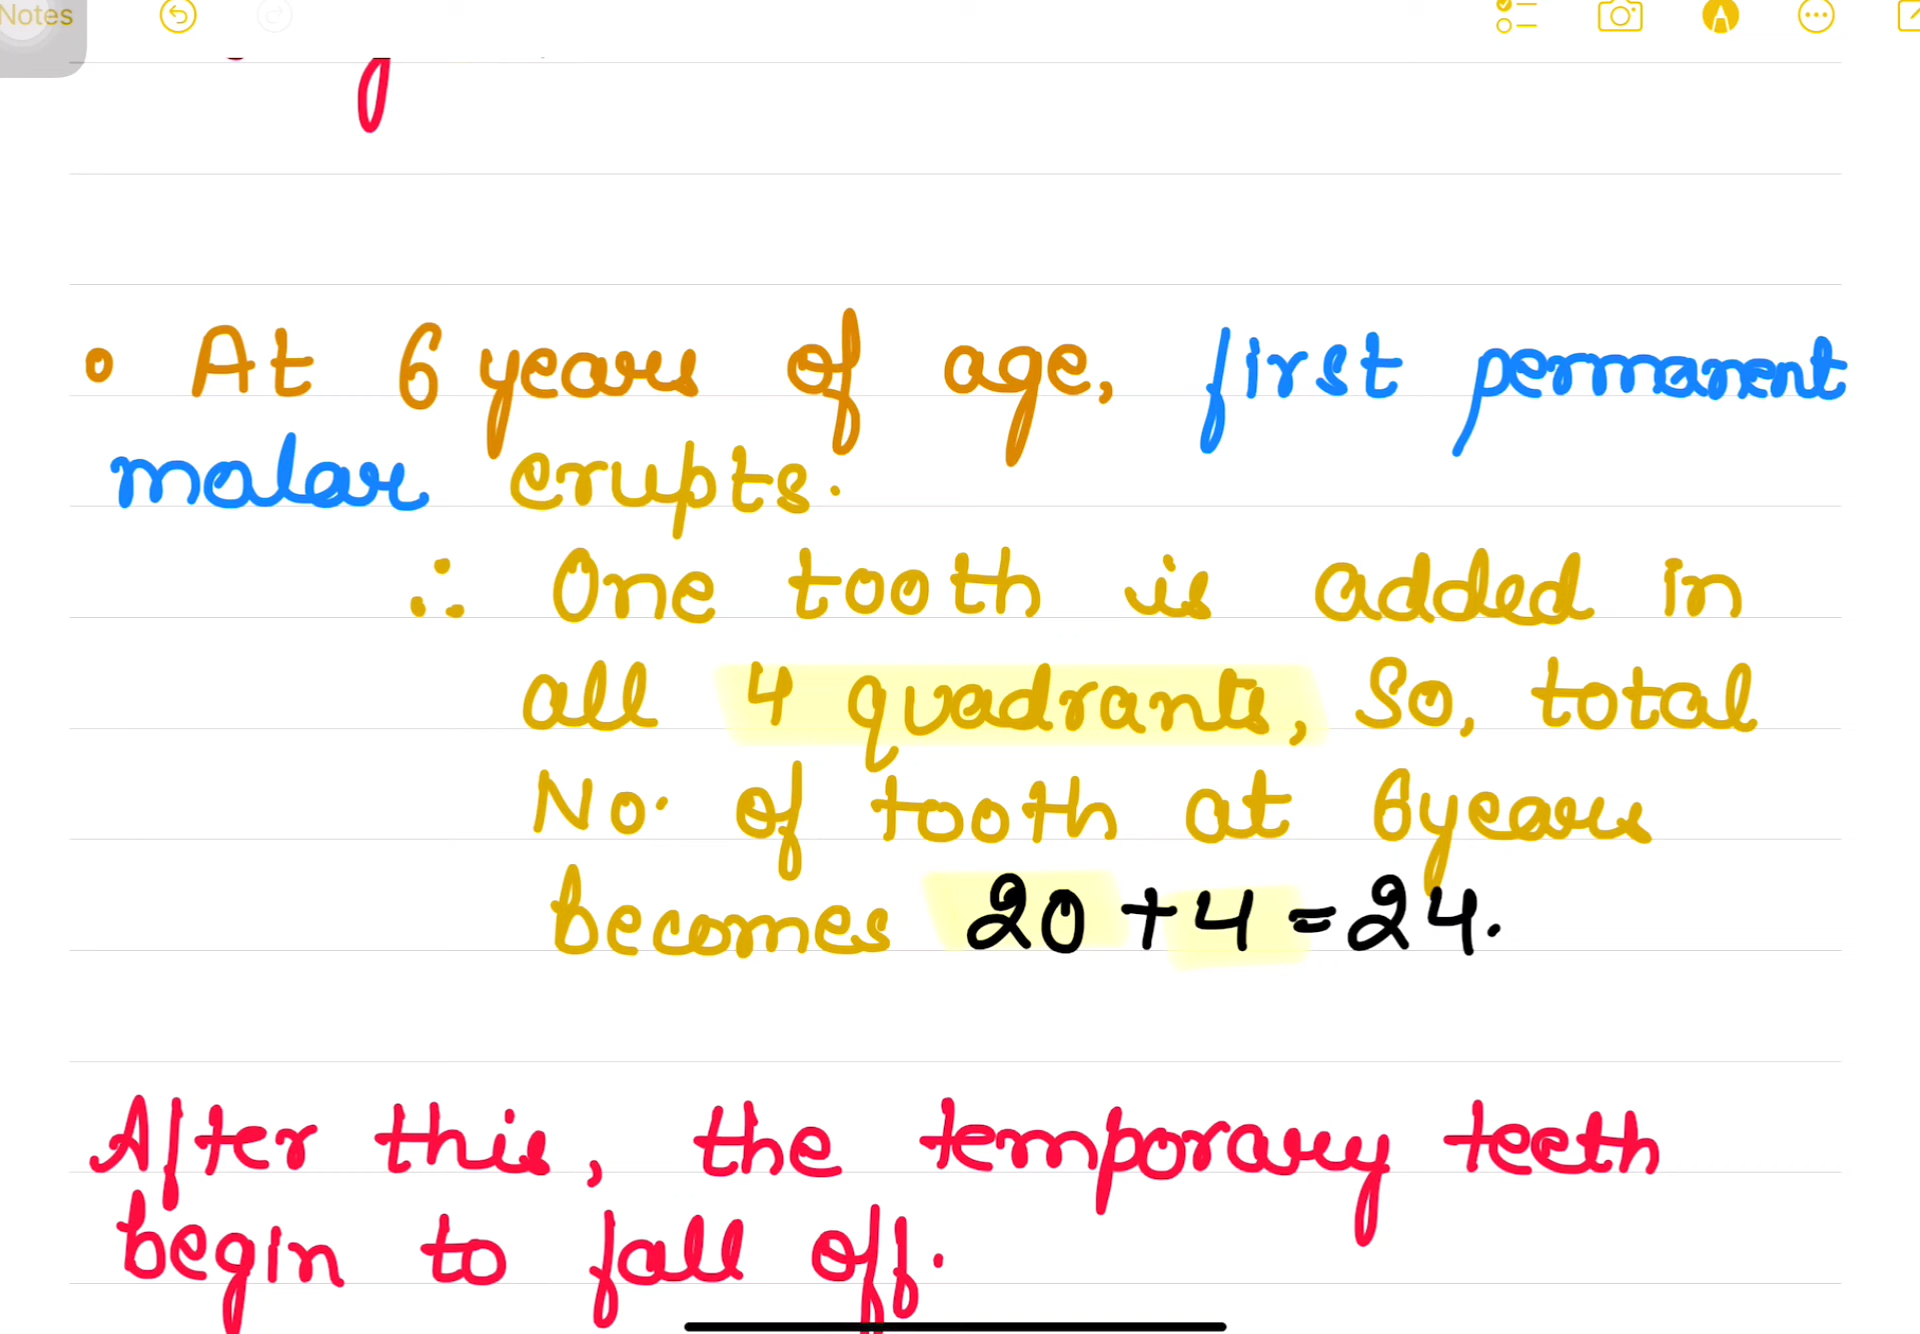 Notes
• At 6 years of age, first permanent
molar erupts.
∴ One tooth is added in
all 4 quadrants, So, total
No. of tooth at 6years
becomes 20 + 4 = 24.
After this, the temporary teeth
begin to fall off.